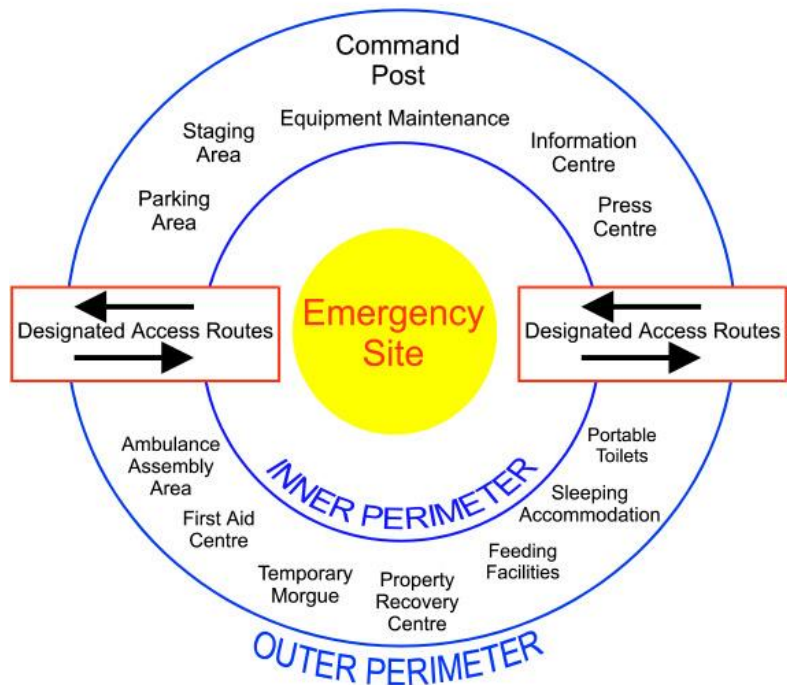 Command
Post
Equipment Maintenance
Staging
Area
Information
Centre
Parking
Area
Press
Centre
Designated Access Routes
Emergency
Site
Designated Access Routes
Ambulance
Assembly
Area
First Aid
Centre
Temporary
Morgue
Property
Recovery
Centre
Feeding
Facilities
Sleeping
Accommodation
Portable
Toilets
INNER PERIMETER
OUTER PERIMETER